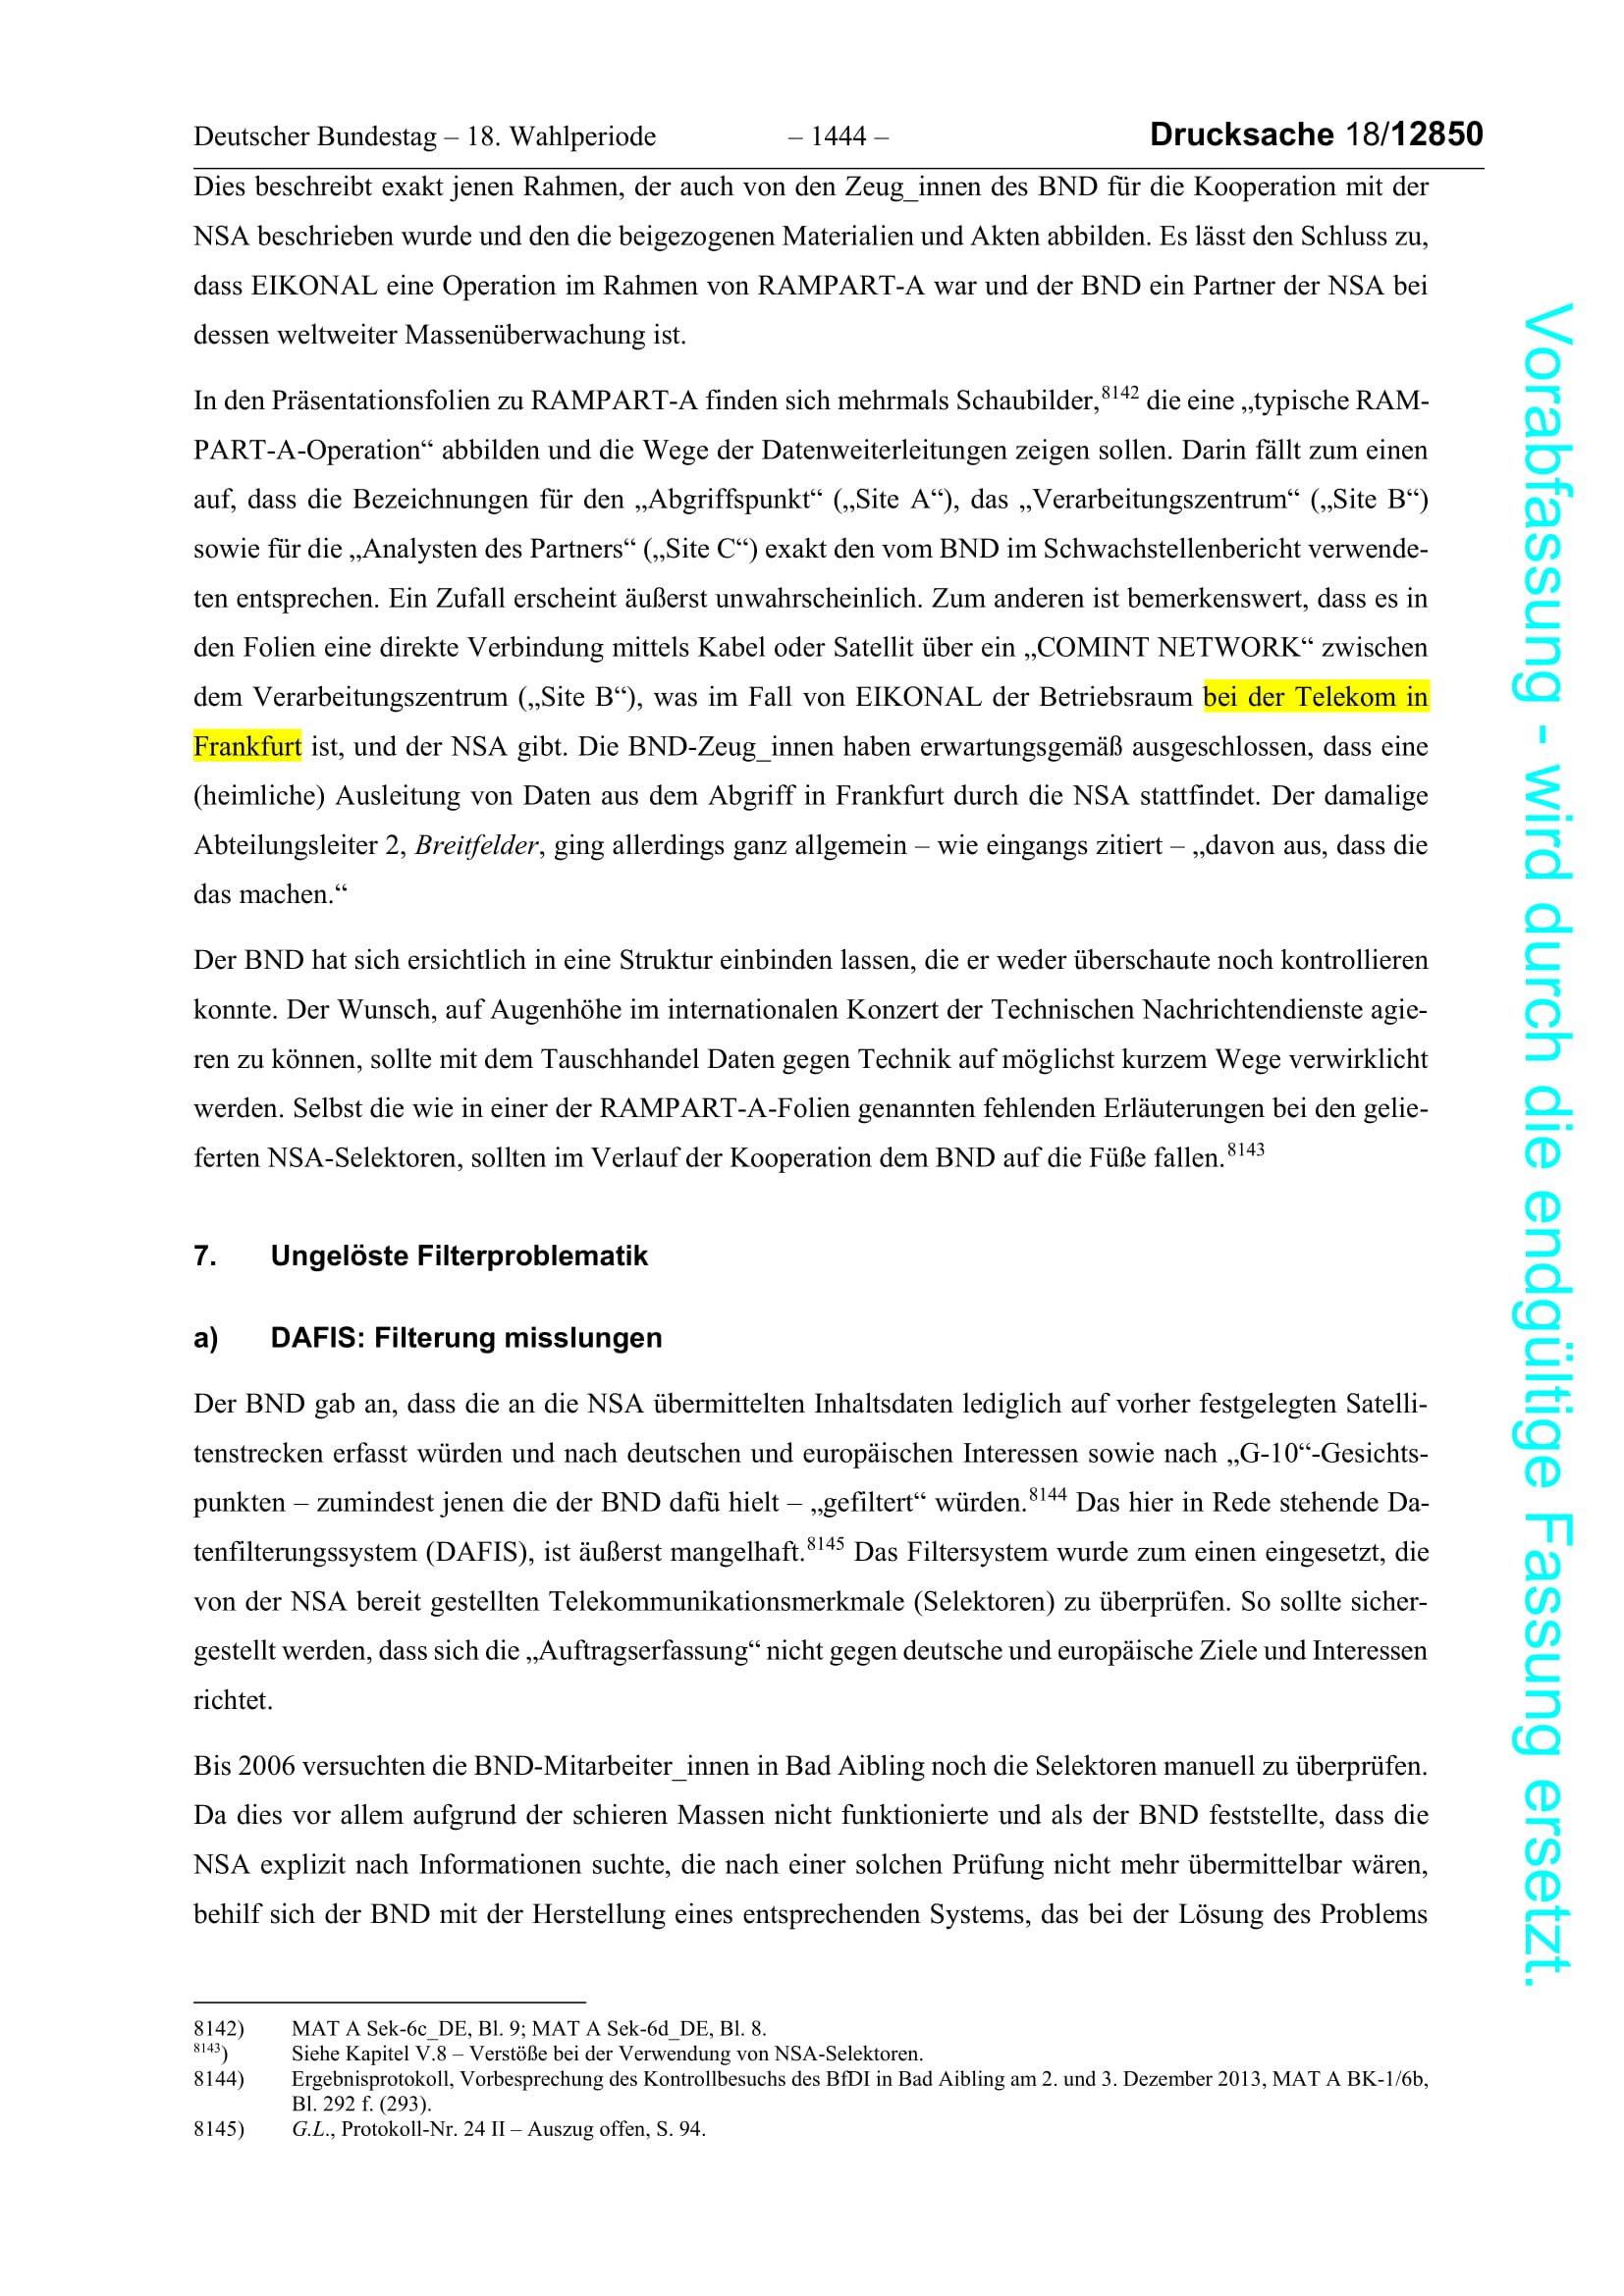 Deutscher Bundestag – 18. Wahlperiode – 1444 – Drucksache 18/12850
Dies beschreibt exakt jenen Rahmen, der auch von den Zeug_innen des BND für die Kooperation mit der
NSA beschrieben wurde und den die beigezogenen Materialien und Akten abbilden. Es lässt den Schluss zu,
dass EIKONAL eine Operation im Rahmen von RAMPART-A war und der BND ein Partner der NSA bei
dessen weltweiter Massenüberwachung ist.
In den Präsentationsfolien zu RAMPART-A finden sich mehrmals Schaubilder,8142 die eine „typische RAM-
PART-A-Operation“ abbilden und die Wege der Datenweiterleitungen zeigen sollen. Darin fällt zum einen
auf, dass die Bezeichnungen für den „Abgriffspunkt“ („Site A“), das „Verarbeitungszentrum“ („Site B“)
sowie für die „Analysten des Partners“ („Site C“) exakt den vom BND im Schwachstellenbericht verwende-
ten entsprechen. Ein Zufall erscheint äußerst unwahrscheinlich. Zum anderen ist bemerkenswert, dass es in
den Folien eine direkte Verbindung mittels Kabel oder Satellit über ein „COMINT NETWORK“ zwischen
dem Verarbeitungszentrum („Site B“), was im Fall von EIKONAL der Betriebsraum bei der Telekom in
Frankfurt ist, und der NSA gibt. Die BND-Zeug_innen haben erwartungsgemäß ausgeschlossen, dass eine
(heimliche) Ausleitung von Daten aus dem Abgriff in Frankfurt durch die NSA stattfindet. Der damalige
Abteilungsleiter 2, Breitfelder, ging allerdings ganz allgemein – wie eingangs zitiert – „davon aus, dass die
das machen.“
Der BND hat sich ersichtlich in eine Struktur einbinden lassen, die er weder überschaute noch kontrollieren
konnte. Der Wunsch, auf Augenhöhe im internationalen Konzert der Technischen Nachrichtendienste agie-
ren zu können, sollte mit dem Tauschhandel Daten gegen Technik auf möglichst kurzem Wege verwirklicht
werden. Selbst die wie in einer der RAMPART-A-Folien genannten fehlenden Erläuterungen bei den gelie-
ferten NSA-Selektoren, sollten im Verlauf der Kooperation dem BND auf die Füße fallen.8143
7. Ungelöste Filterproblematik
a) DAFIS: Filterung misslungen
Der BND gab an, dass die an die NSA übermittelten Inhaltsdaten lediglich auf vorher festgelegten Satelli-
tenstrecken erfasst würden und nach deutschen und europäischen Interessen sowie nach „G-10“-Gesichts-
punkten – zumindest jenen die der BND dafü hielt – „gefiltert“ würden.8144 Das hier in Rede stehende Da-
tenfilterungssystem (DAFIS), ist äußerst mangelhaft.8145 Das Filtersystem wurde zum einen eingesetzt, die
von der NSA bereit gestellten Telekommunikationsmerkmale (Selektoren) zu überprüfen. So sollte sicher-
gestellt werden, dass sich die „Auftragserfassung“ nicht gegen deutsche und europäische Ziele und Interessen
richtet.
Bis 2006 versuchten die BND-Mitarbeiter_innen in Bad Aibling noch die Selektoren manuell zu überprüfen.
Da dies vor allem aufgrund der schieren Massen nicht funktionierte und als der BND feststellte, dass die
NSA explizit nach Informationen suchte, die nach einer solchen Prüfung nicht mehr übermittelbar wären,
behilf sich der BND mit der Herstellung eines entsprechenden Systems, das bei der Lösung des Problems
8142) MAT A Sek-6c_DE, Bl. 9; MAT A Sek-6d_DE, Bl. 8.
8143) Siehe Kapitel V.8 – Verstöße bei der Verwendung von NSA-Selektoren.
8144) Ergebnisprotokoll, Vorbesprechung des Kontrollbesuchs des BfDI in Bad Aibling am 2. und 3. Dezember 2013, MAT A BK-1/6b,
Bl. 292 f. (293).
8145) G.L., Protokoll-Nr. 24 II – Auszug offen, S. 94.
Vorabfassung - wird durch die endgültige Fassung ersetzt.